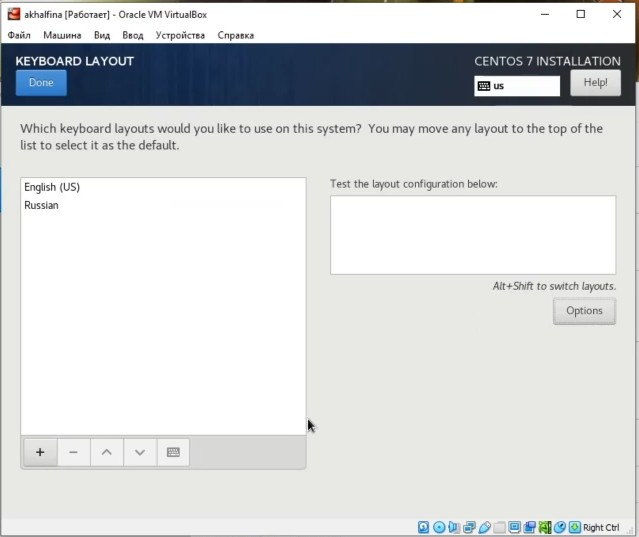 akhalfina [Работает] - Oracle VM VirtualBox
Файл Машина Вид Ввод Устройства Справка
KEYBOARD LAYOUT
CENTOS 7 INSTALLATION
Done
us
Help!
Which keyboard layouts would you like to use on this system? You may move any layout to the top of the
list to select it as the default.
English (US)
Russian
Test the layout configuration below:
Alt+Shift to switch layouts.
Options
Right Ctrl